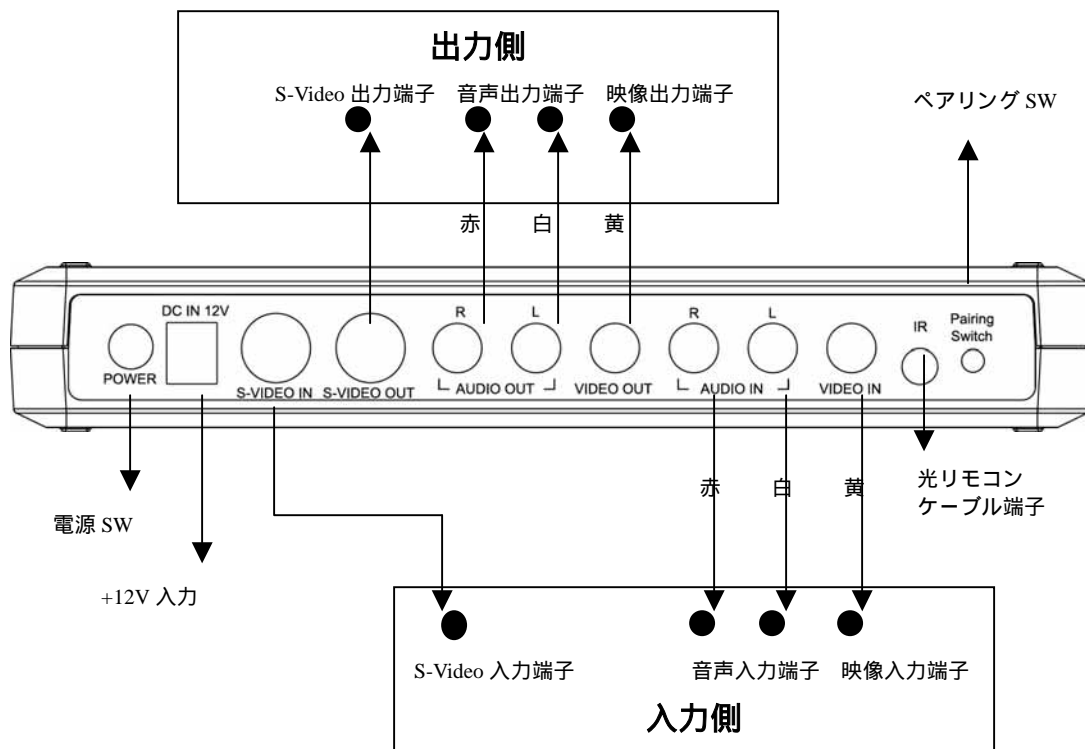 出力側
S-Video 出力端子 音声出力端子 映像出力端子
ペアリング SW
赤 白 黄
DC IN 12V
R L R L
IR
Pairing
Switch
POWER
S-VIDEO IN S-VIDEO OUT
AUDIO OUT VIDEO OUT AUDIO IN VIDEO IN
赤 白 黄
光リモコン
ケーブル端子
電源 SW
+12V 入力
S-Video 入力端子 音声入力端子 映像入力端子
入力側